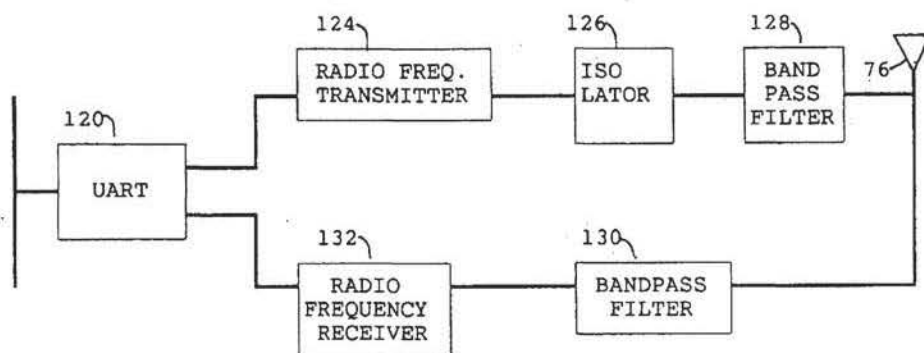 124
126
128
76
RADIO FREQ.
TRANSMITTER
ISO
LATOR
BAND
PASS
FILTER
120
UART
132
130
RADIO
FREQUENCY
RECEIVER
BANDPASS
FILTER